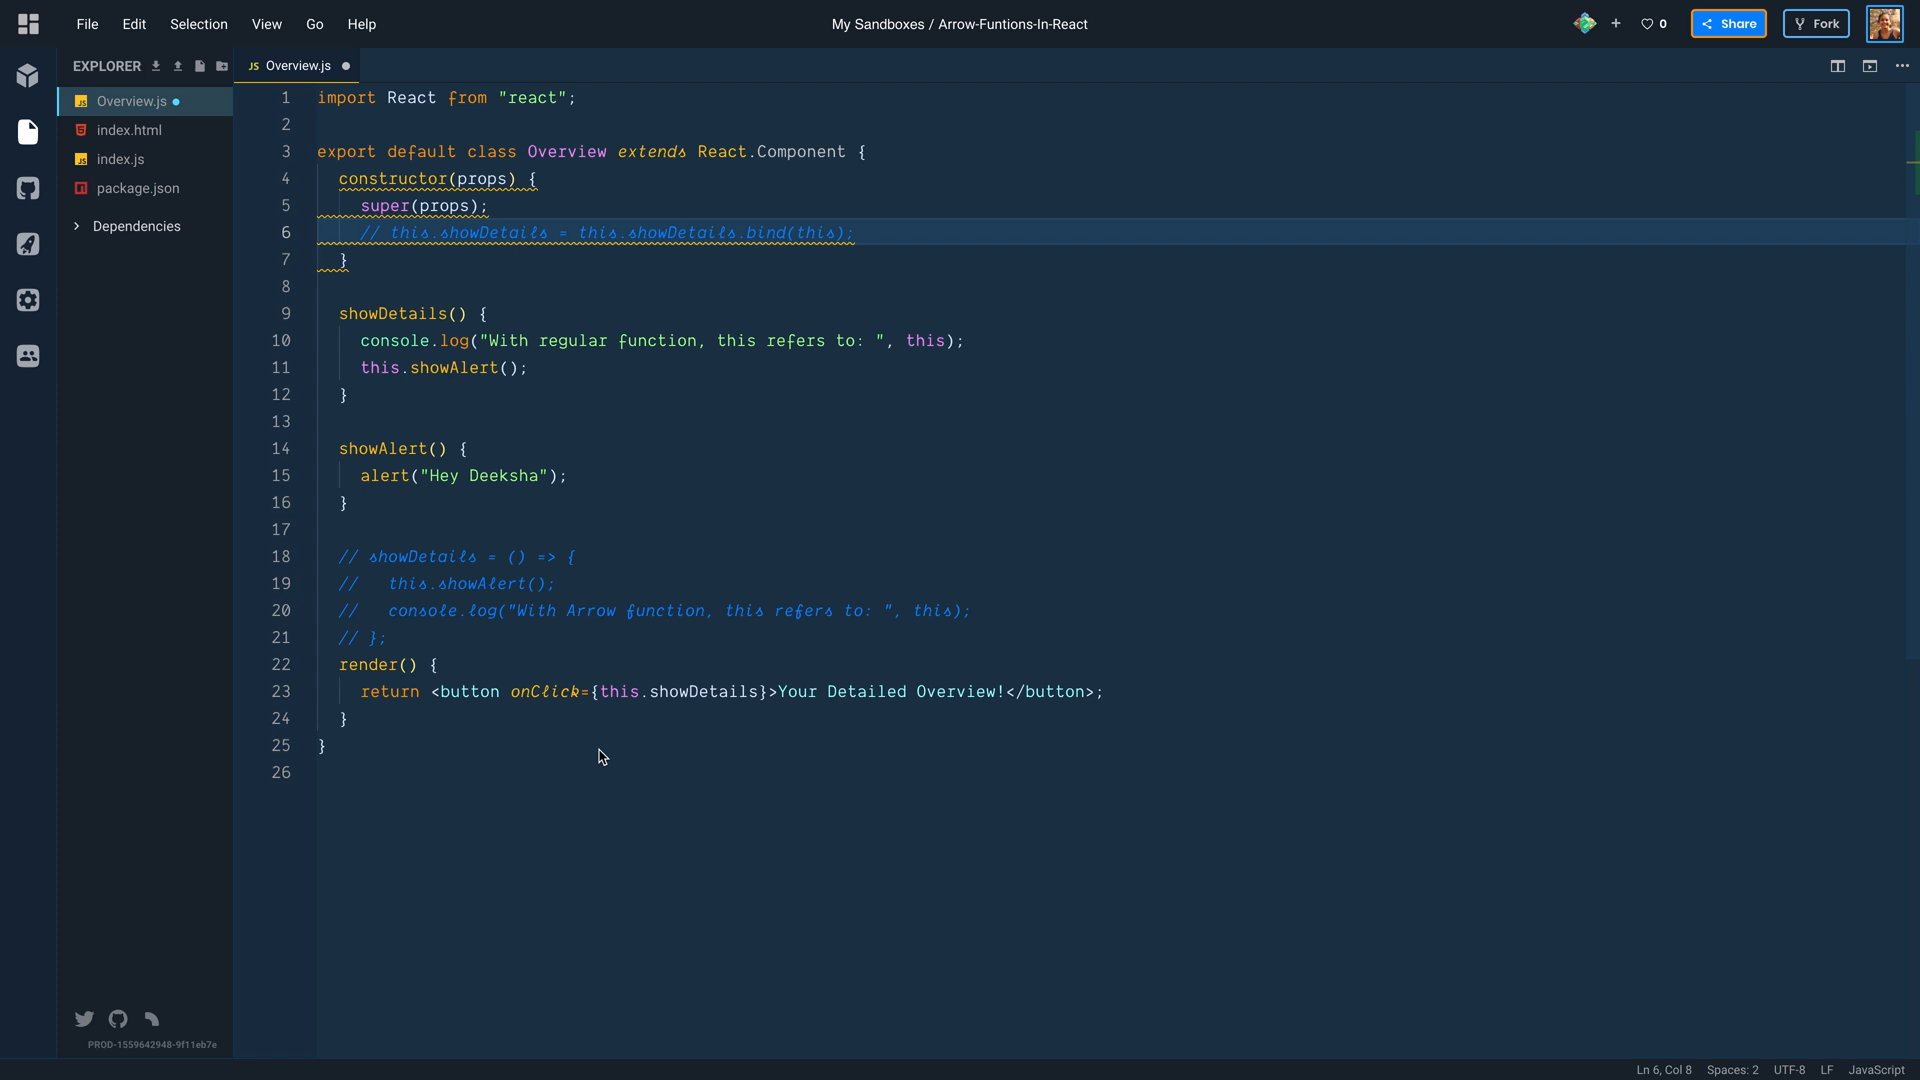 File Edit Selection View Go Help
My Sandboxes / Arrow-Funtions-In-React
0
Share
Fork
EXPLORER
JS Overview.js
Overview.js
index.html
index.js
package.json
Dependencies
1 import React from "react";
2
3 export default class Overview extends React.Component {
4 constructor(props) {
5 super(props);
6 // this.showDetails = this.showDetails.bind(this);
7 }
8
9 showDetails() {
10 console.log("With regular function, this refers to: ", this);
11 this.showAlert();
12 }
13
14 showAlert() {
15 alert("Hey Deeksha");
16 }
17
18 // showDetails = () => {
19 // this.showAlert();
20 // console.log("With Arrow function, this refers to: ", this);
21 // };
22 render() {
23 return <button onClick={this.showDetails}>Your Detailed Overview!</button>;
24 }
25 }
26
PROD-1559642948-9f11eb7e
Ln 6, Col 8 Spaces: 2 UTF-8 LF JavaScript